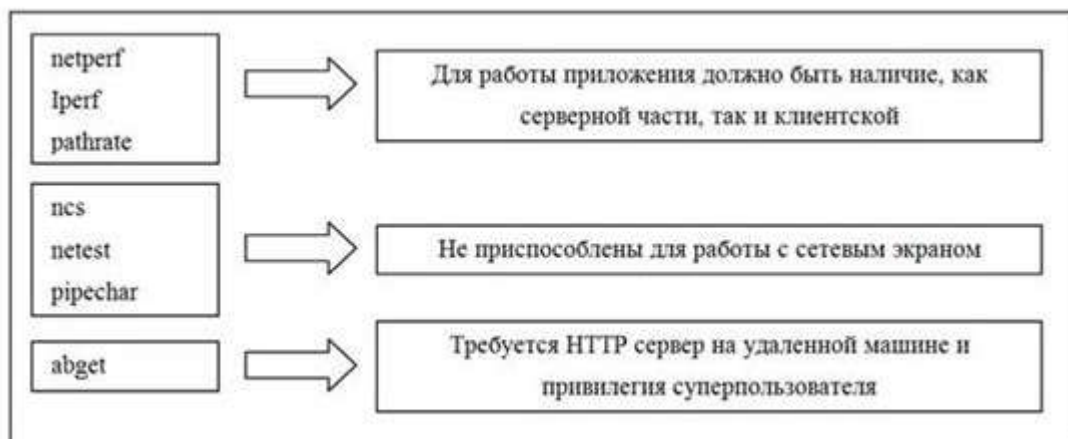 netperf
Iperf
pathrate
Для работы приложения должно быть наличие, как
серверной части, так и клиентской
ncs
netest
pipechar
Не приспособлены для работы с сетевым экраном
abget
Требуется HTTP сервер на удаленной машине и
привилегия суперпользователя